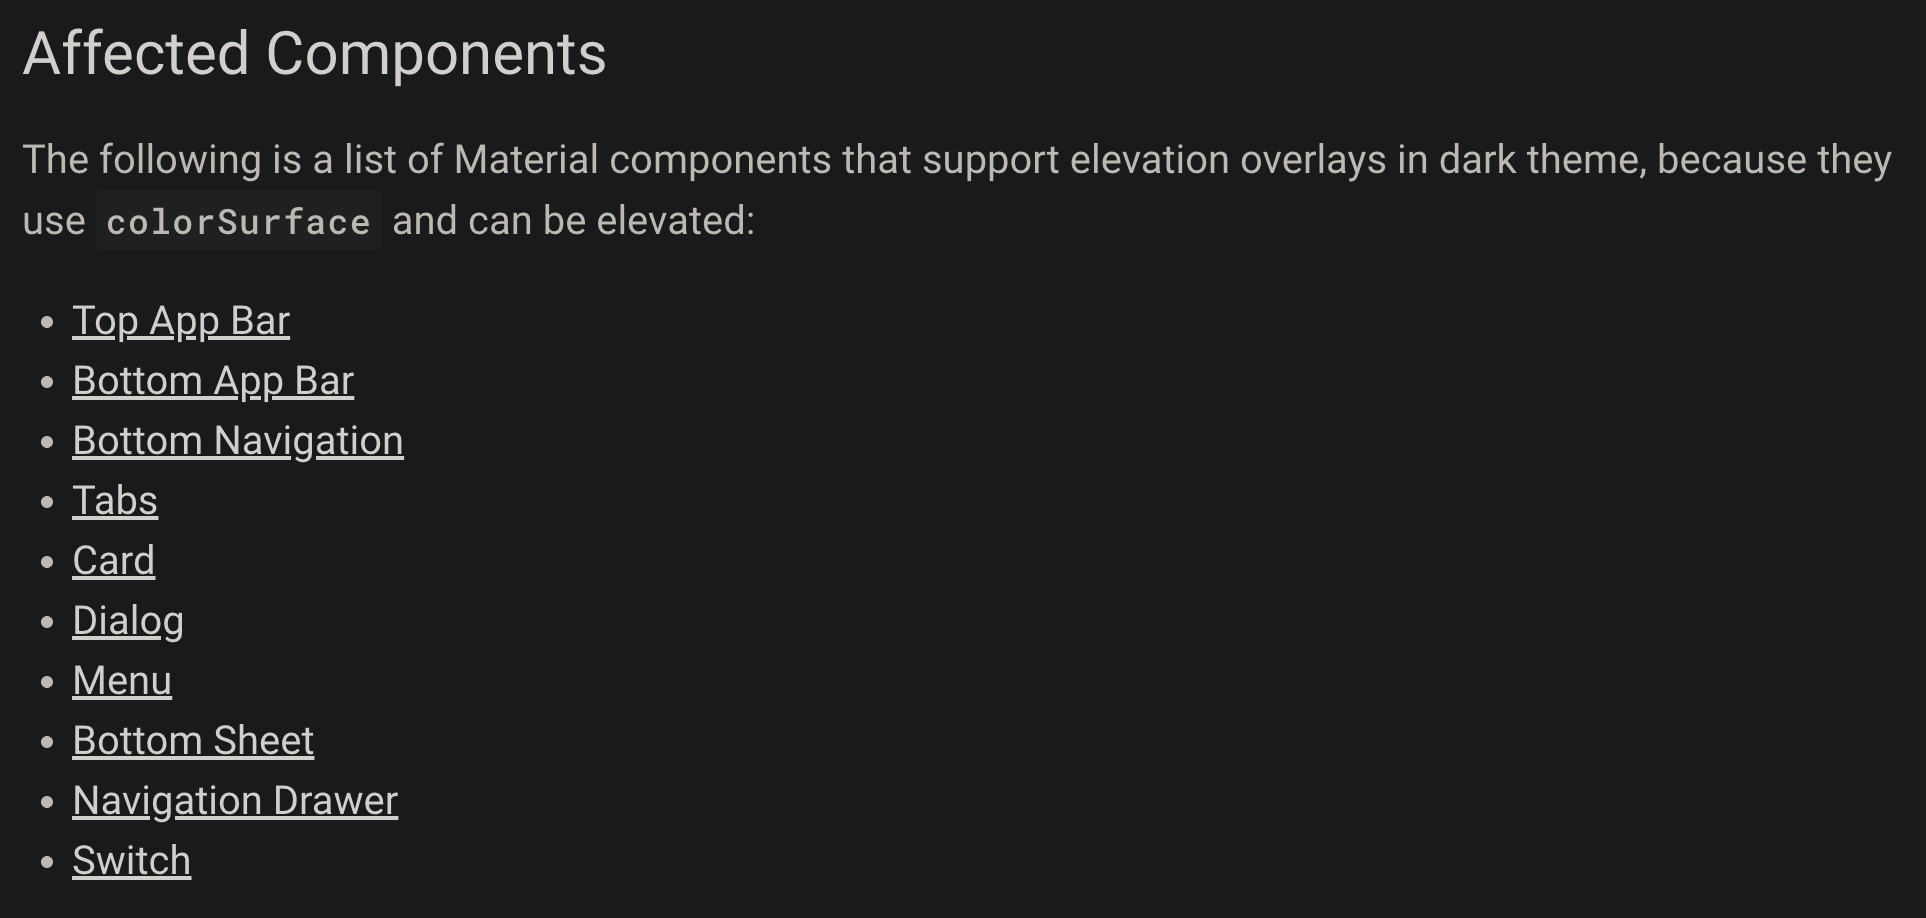 Affected Components
The following is a list of Material components that support elevation overlays in dark theme, because they
use colorSurface and can be elevated:
• Top App Bar
• Bottom App Bar
• Bottom Navigation
• Tabs
• Card
• Dialog
• Menu
• Bottom Sheet
• Navigation Drawer
• Switch